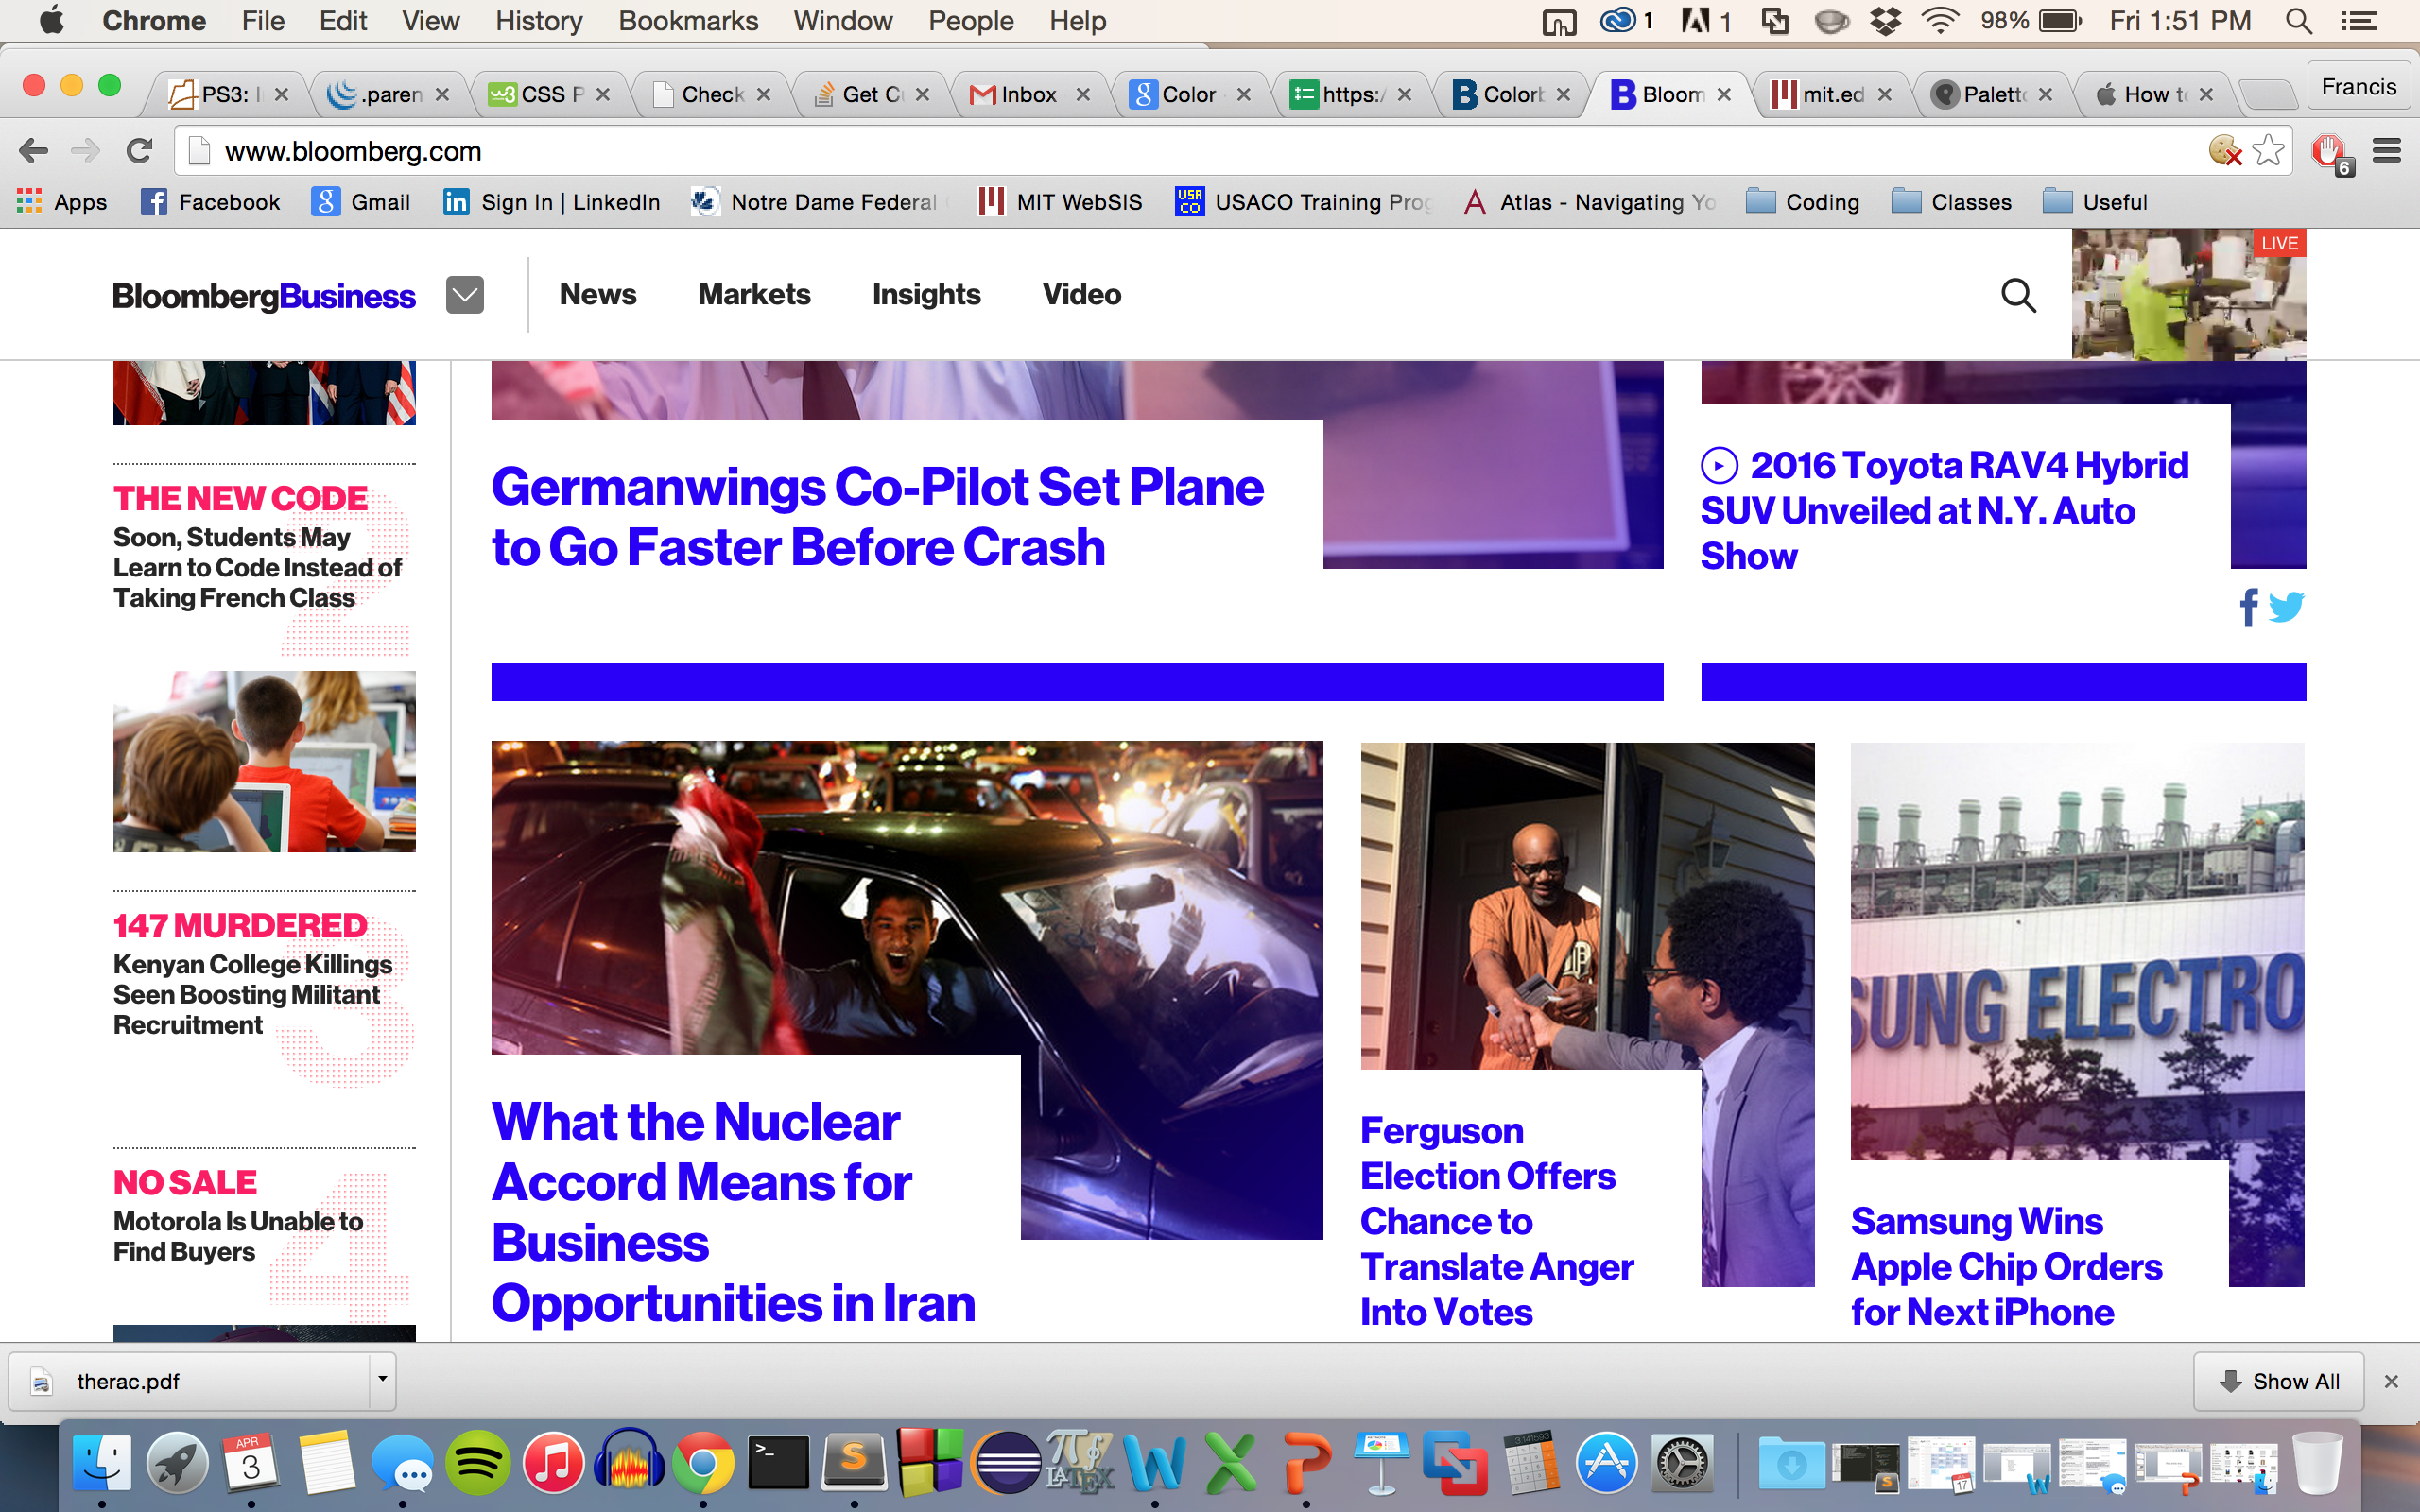 Chrome File Edit View History Bookmarks Window People Help 1 1 98% Fri 1:51 PM
PS3: .paren CSS P Check Get C Inbox Color https:/ Colorb Bloom mit.ed Palett How t Francis
www.bloomberg.com
6
Apps Facebook Gmail Sign In | LinkedIn Notre Dame Federal MIT WebSIS USACO Training Prog Atlas - Navigating Yo Coding Classes Useful
BloombergBusiness News Markets Insights Video
LIVE
THE NEW CODE
2
Soon, Students May
Learn to Code Instead of
Taking French Class
147 MURDERED
3
Kenyan College Killings
Seen Boosting Militant
Recruitment
NO SALE
4
Motorola Is Unable to
Find Buyers
Germanwings Co-Pilot Set Plane
to Go Faster Before Crash
2016 Toyota RAV4 Hybrid
SUV Unveiled at N.Y. Auto
Show
What the Nuclear
Accord Means for
Business
Opportunities in Iran
Ferguson
Election Offers
Chance to
Translate Anger
Into Votes
SUNG ELECTRO
Samsung Wins
Apple Chip Orders
for Next iPhone
therac.pdf
Show All
APR
3
3.141593
17